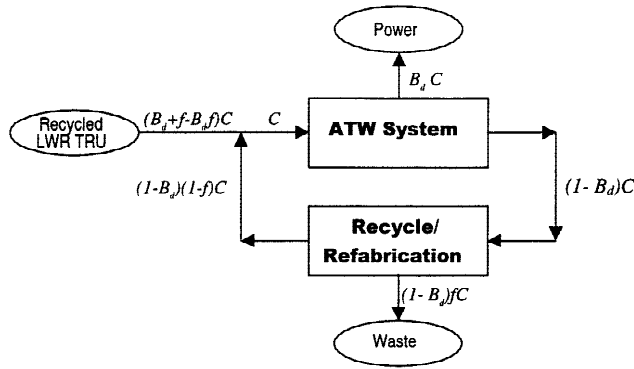 Power
B_d C
Recycled
LWR TRU
(B_d+f-B_d f)C
C
ATW System
(1-B_d)(1-f)C
(1- B_d)C
Recycle/
Refabrication
(1- B_d)fC
Waste